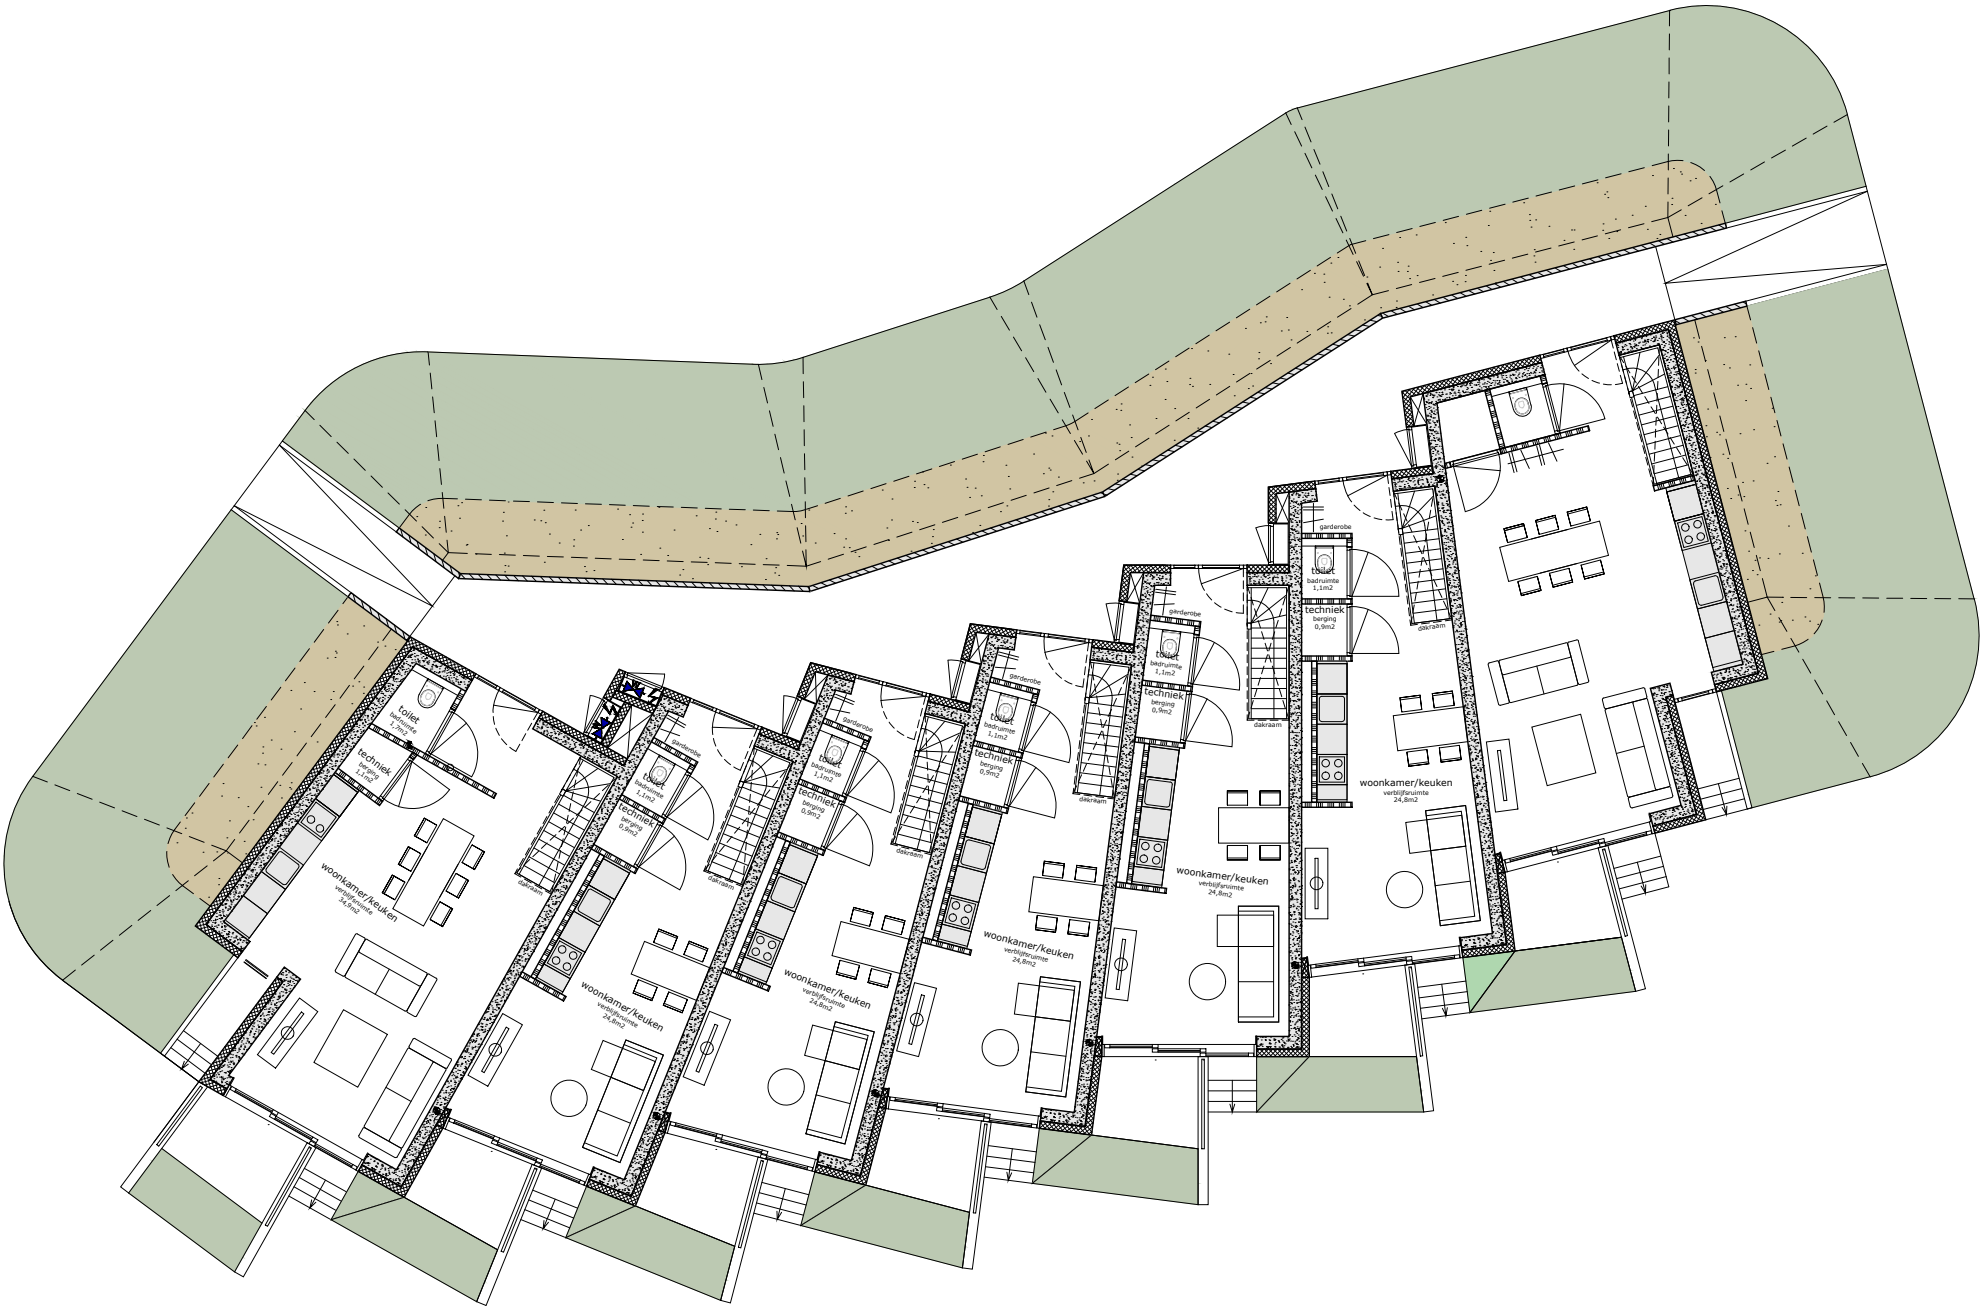 toilet
badruimte
1,7m2
techniek
berging
1,1m2
woonkamer/keuken
verblijfsruimte
34,9m2
dakraam
garderobe
toilet
badruimte
1,1m2
techniek
berging
0,9m2
woonkamer/keuken
verblijfsruimte
24,8m2
dakraam
garderobe
toilet
badruimte
1,1m2
techniek
berging
0,9m2
woonkamer/keuken
verblijfsruimte
24,8m2
dakraam
garderobe
toilet
badruimte
1,1m2
techniek
berging
0,9m2
woonkamer/keuken
verblijfsruimte
24,8m2
dakraam
garderobe
toilet
badruimte
1,1m2
techniek
berging
0,9m2
woonkamer/keuken
verblijfsruimte
24,8m2
dakraam
garderobe
toilet
badruimte
1,1m2
techniek
berging
0,9m2
woonkamer/keuken
verblijfsruimte
24,8m2
dakraam